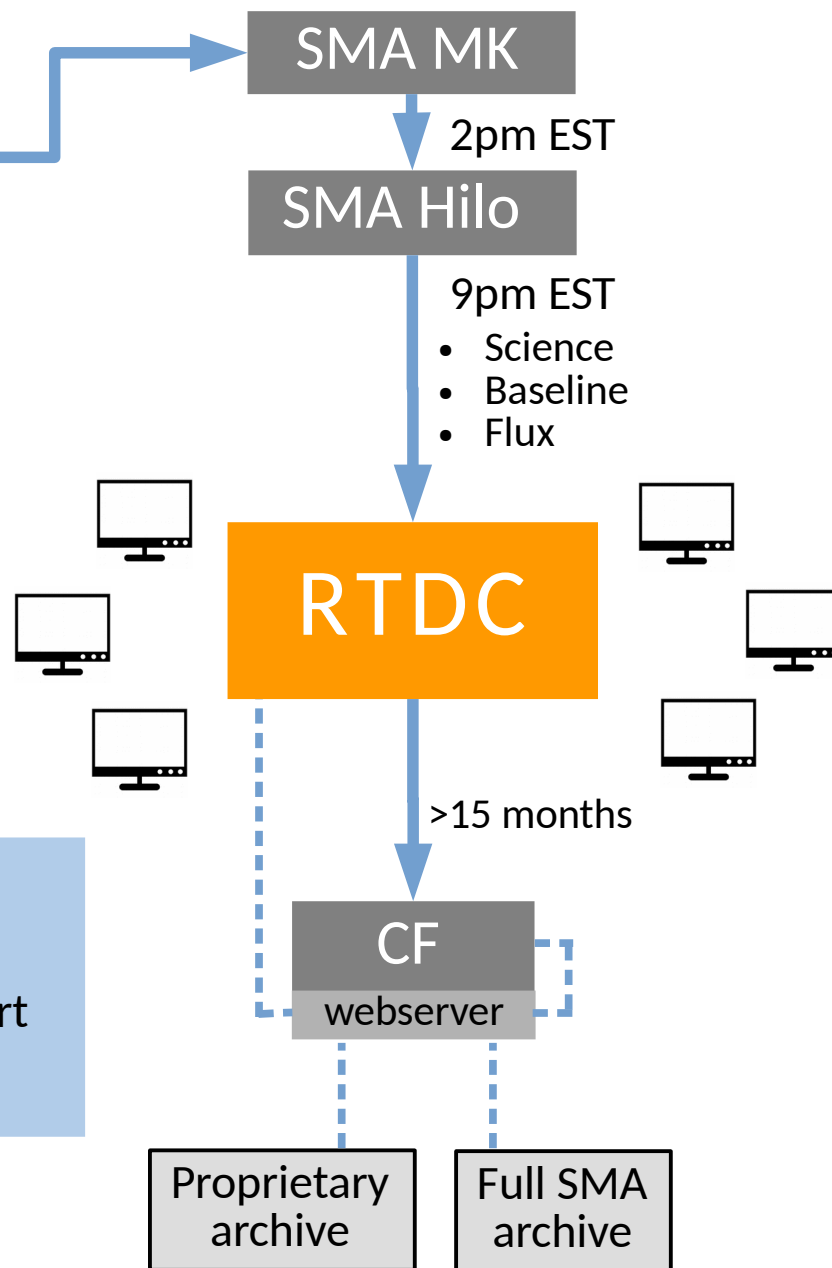 SMA MK
2pm EST
SMA Hilo
9pm EST
• Science
• Baseline
• Flux
RTDC
>15 months
CF
webserver
rt
Proprietary
archive
Full SMA
archive